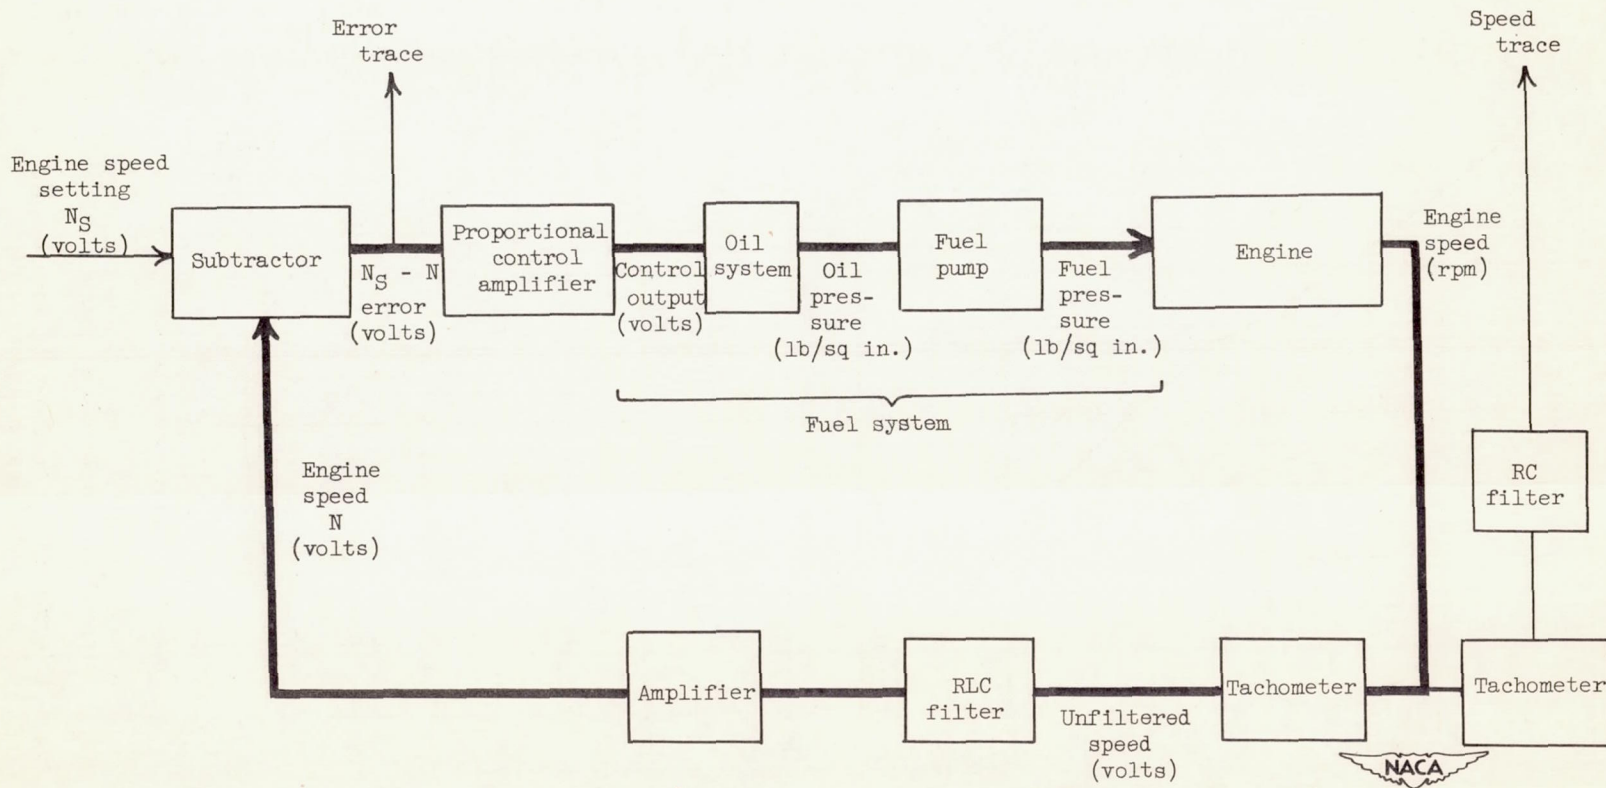 Error
trace
Speed
trace
Engine speed
setting
N_S
(volts)
Subtractor
N_S - N
error
(volts)
Proportional
control
amplifier
Control
output
(volts)
Oil
system
Oil
pres-
sure
(lb/sq in.)
Fuel
pump
Fuel
pres-
sure
(lb/sq in.)
Engine
Engine
speed
(rpm)
Fuel system
RC
filter
Engine
speed
N
(volts)
Amplifier
RLC
filter
Unfiltered
speed
(volts)
Tachometer
Tachometer
NACA